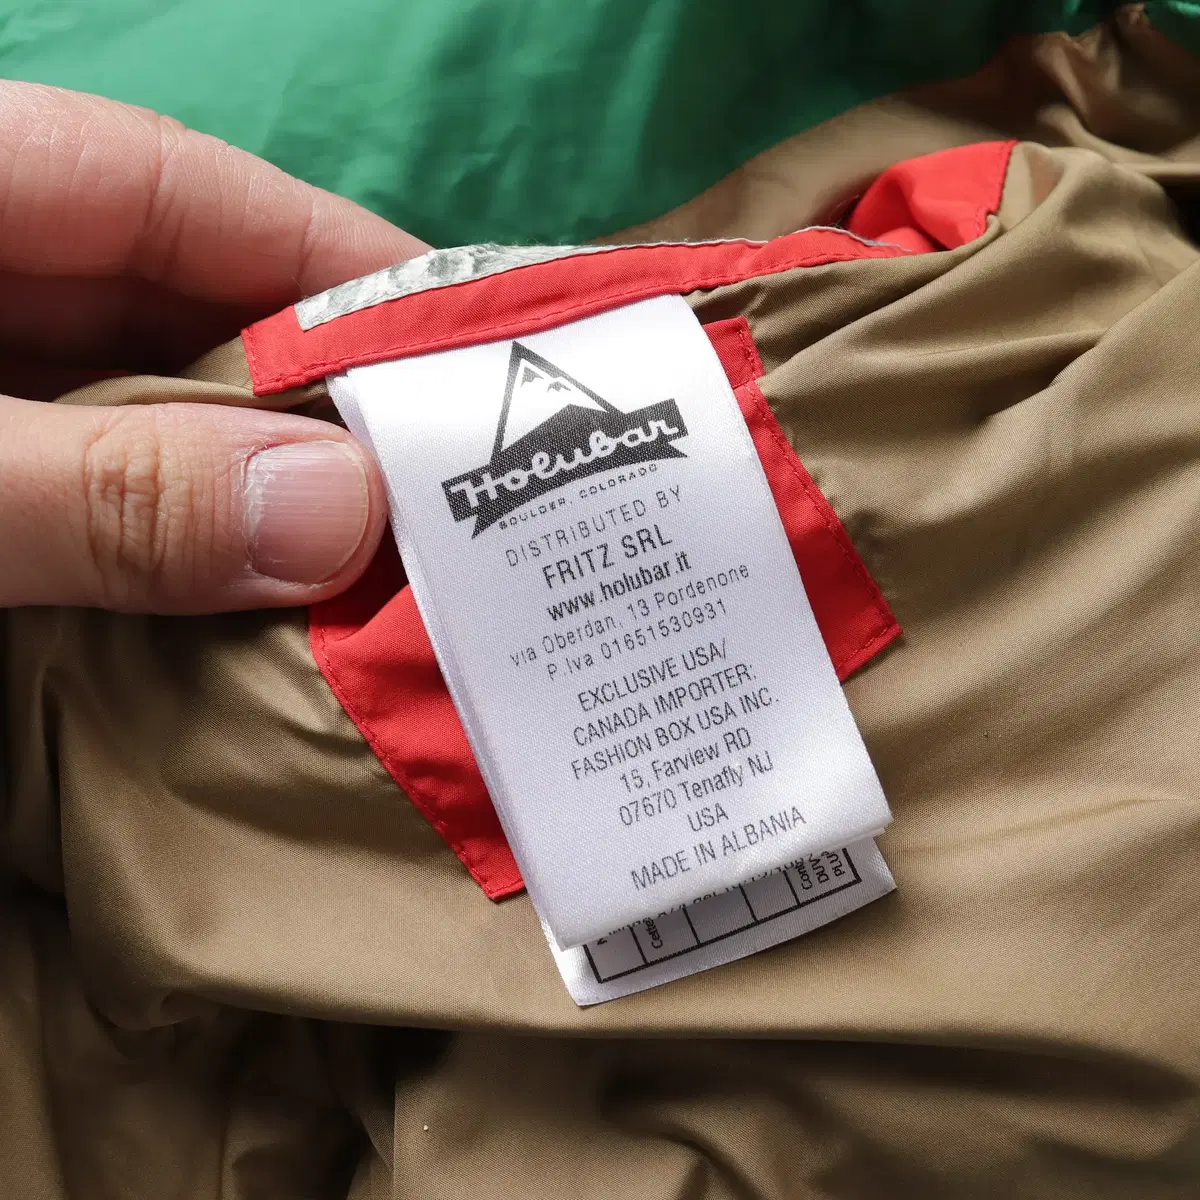 Holubar
BOULDER, COLORADO
DISTRIBUTED BY
FRITZ SRL
www.holubar.it
via Oberdan, 13 Pordenone
P.Iva 01651530931
EXCLUSIVE USA/
CANADA IMPORTER:
FASHION BOX USA INC.
15, Farview RD
07670 Tenafly NJ
USA
MADE IN ALBANIA